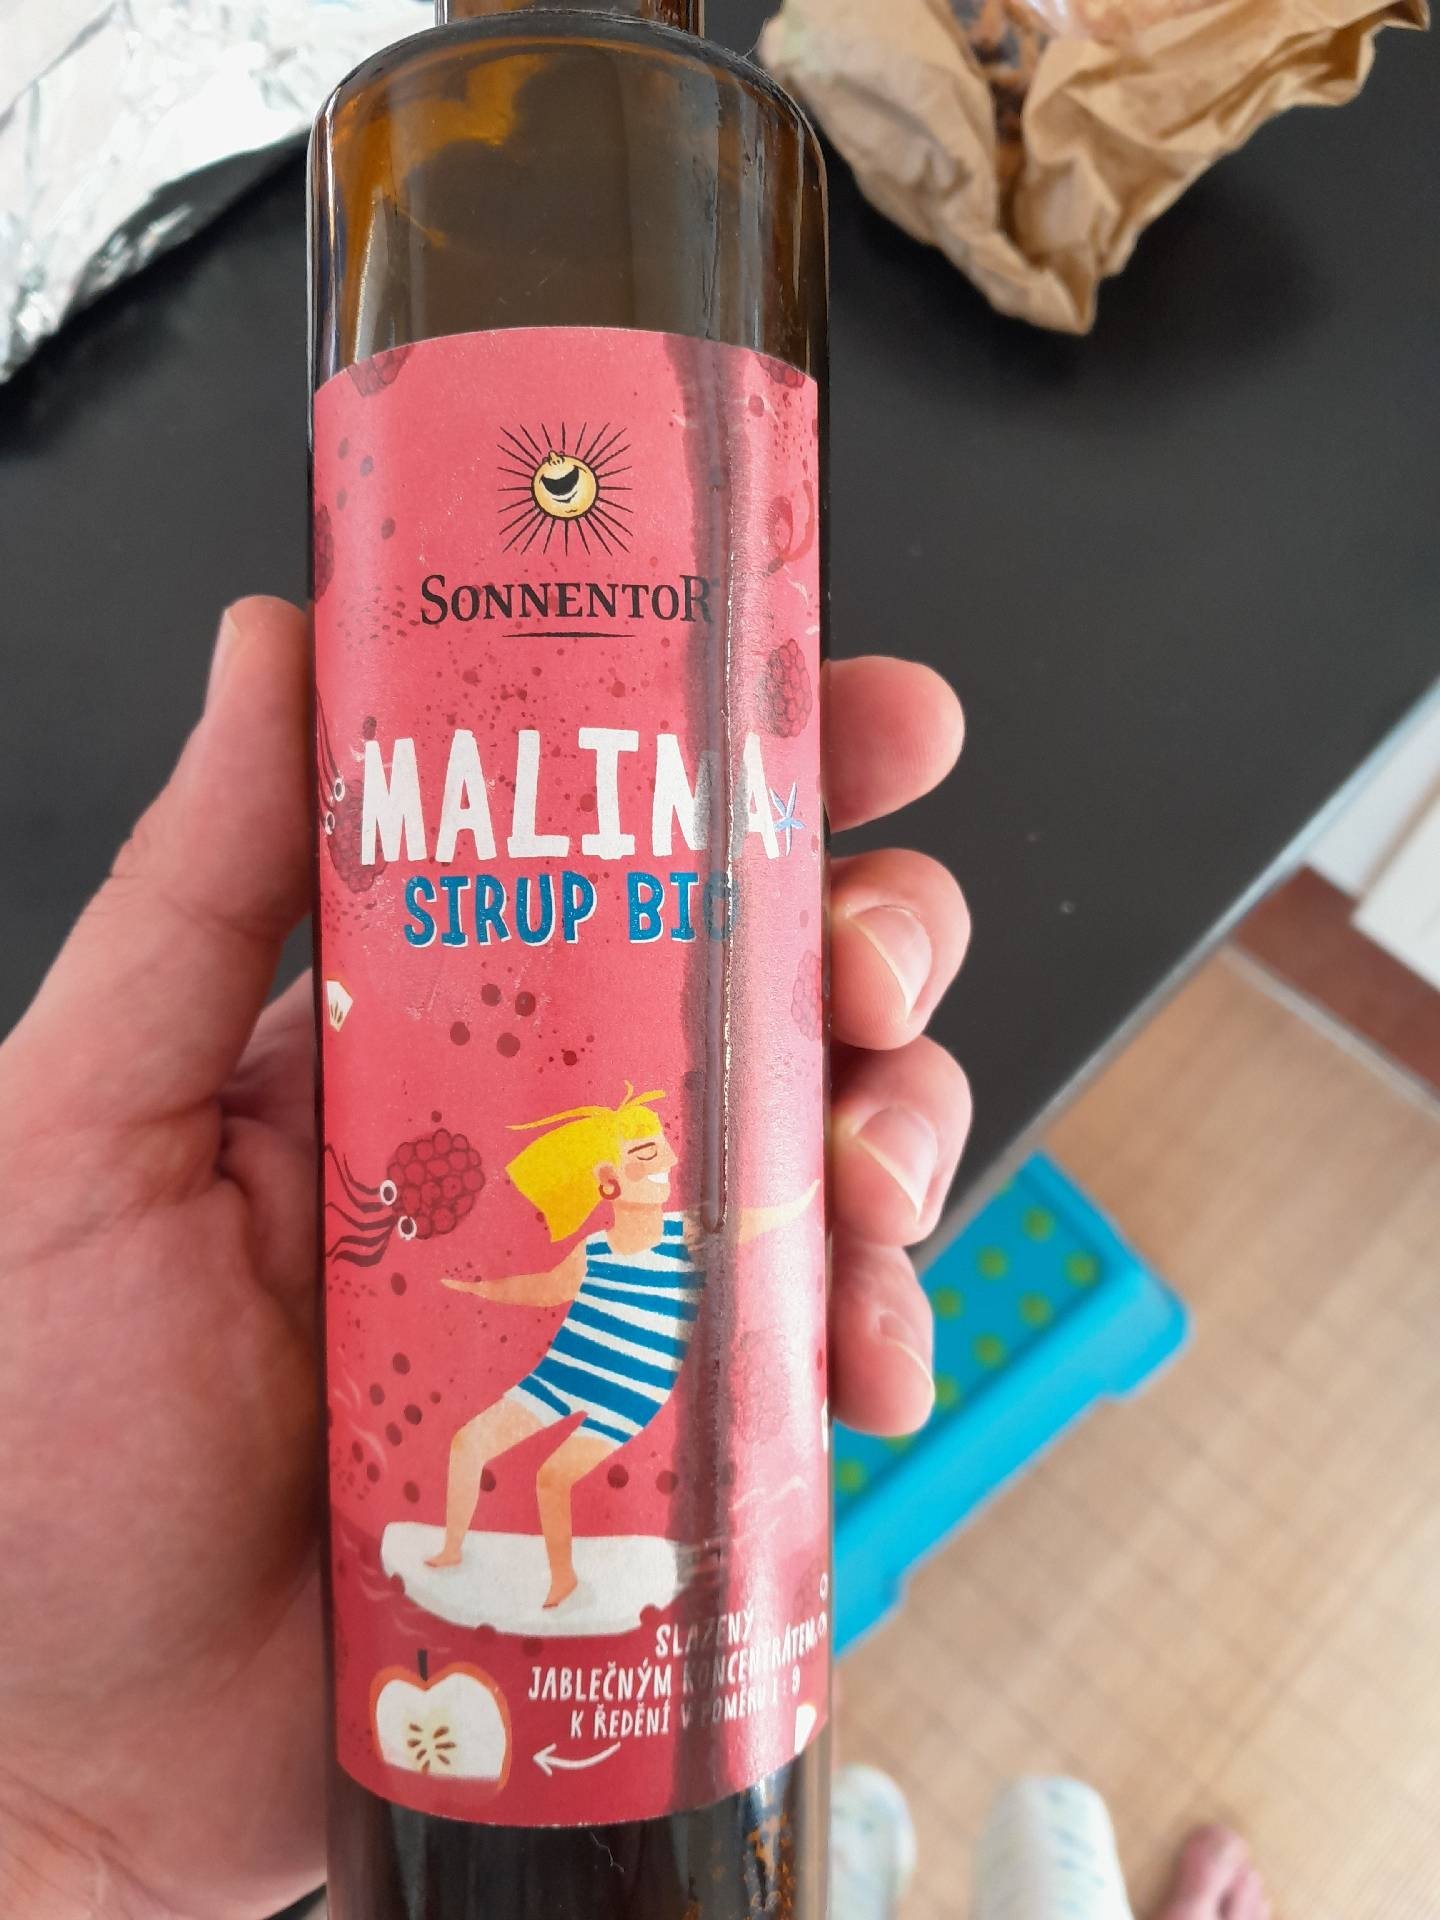 SONNENTOR
MALINA
SIRUP BIO
SLAZENÝ
JABLEČNÝM KONCENTRÁTEM,
K ŘEDĚNÍ V POMĚRU 1:9